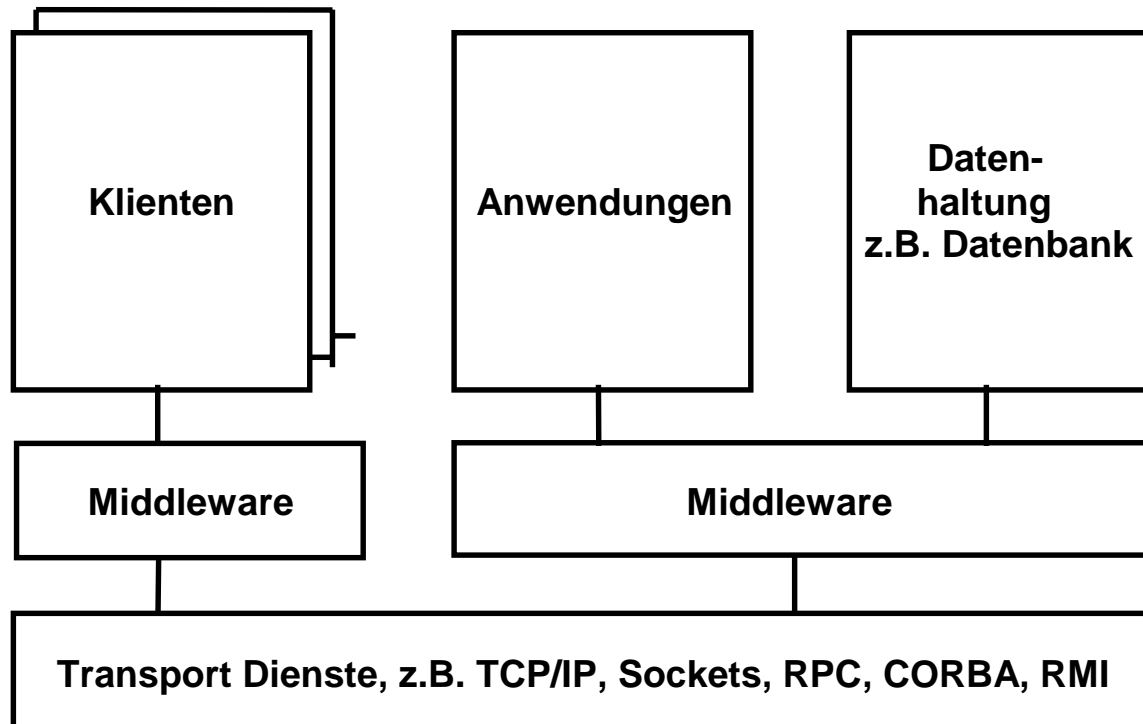 Klienten
Anwendungen
Daten-
haltung
z.B. Datenbank
Middleware
Middleware
Transport Dienste, z.B. TCP/IP, Sockets, RPC, CORBA, RMI